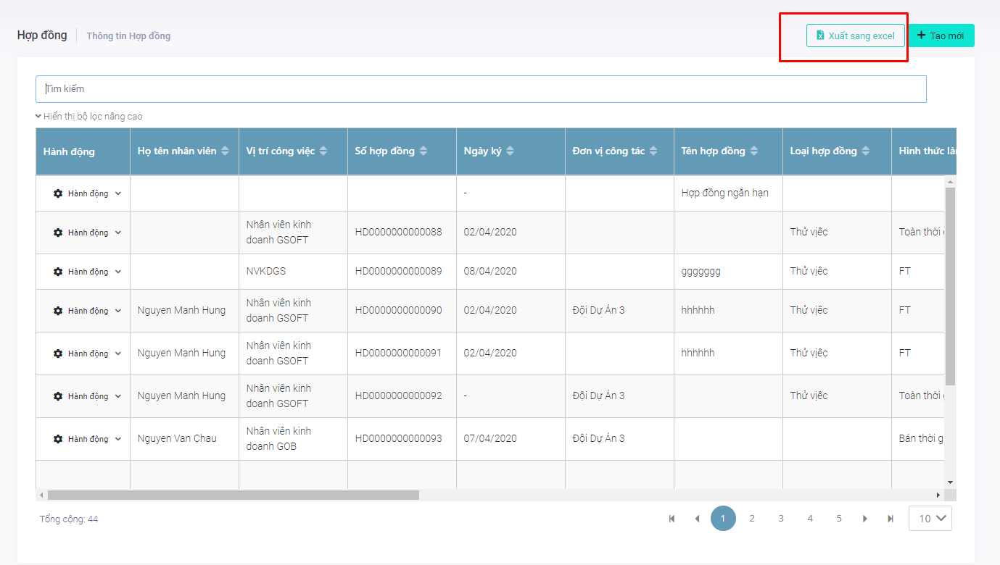 Hợp đồng Thông tin Hợp đồng Xuất sang excel Tạo mới
Tìm kiếm
Hiển thị bộ lọc nâng cao
Hành động Họ tên nhân viên Vị trí công việc Số hợp đồng Ngày ký Đơn vị công tác Tên hợp đồng Loại hợp đồng Hình thức
Hành động - Hợp đồng ngắn hạn
Nhân viên kinh
Hành động HD0000000000088 02/04/2020 Thử việc Toàn thời
doanh GSOFT
Hành động NVKDGS HD0000000000089 08/04/2020 ggggggg Thử việc FT
Nhân viên kinh
Hành động Nguyen Manh Hung HD0000000000090 02/04/2020 Đội Dự Án 3 hhhhhh Thử việc FT
doanh GSOFT
Nhân viên kinh
Hành động Nguyen Manh Hung HD0000000000091 02/04/2020 hhhhhh Thử việc FT
doanh GSOFT
Nhân viên kinh
Hành động Nguyen Manh Hung HD0000000000092 - Đội Dự Án 3 Thử việc Toàn thời
doanh GSOFT
Nhân viên kinh
Hành động Nguyen Van Chau HD0000000000093 07/04/2020 Đội Dự Án 3 Bán thời
doanh GOB
Tổng cộng: 44 1 2 3 4 5 10